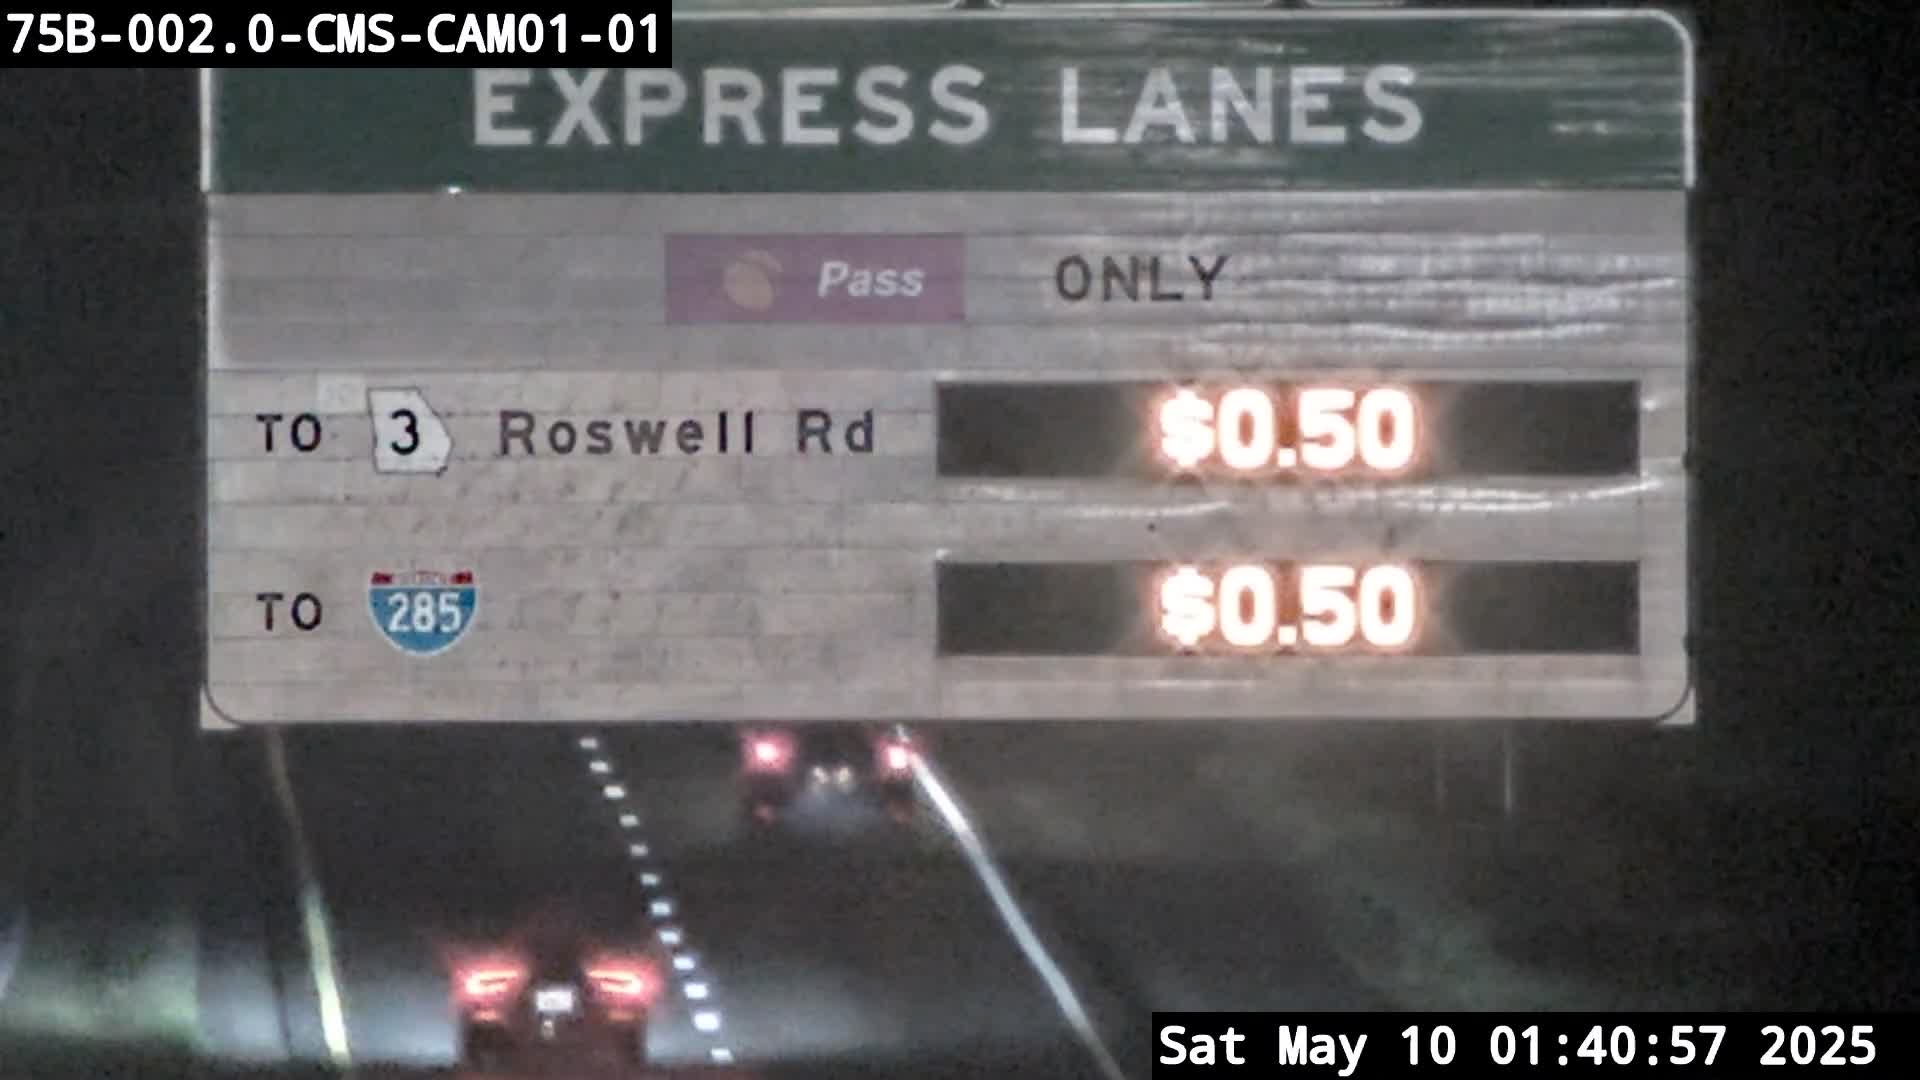 75B-002.0-CMS-CAM01-01
EXPRESS LANES
Pass ONLY
TO 3 Roswell Rd $0.50
TO 285 $0.50
Sat May 10 01:40:57 2025